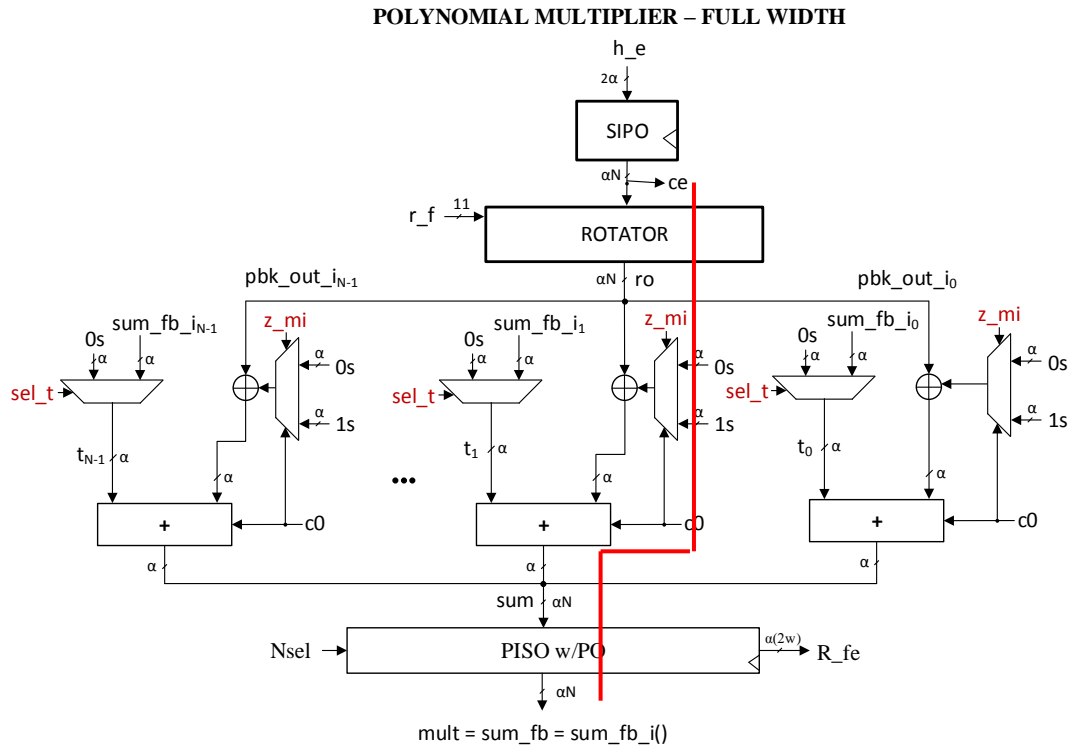 POLYNOMIAL MULTIPLIER – FULL WIDTH
h_e
2α
SIPO
αN
ce
r_f
11
ROTATOR
αN
ro
pbk_out_iN-1
pbk_out_i0
0s
sum_fb_iN-1
z_mi
α
α
α
0s
sel_t
α
1s
tN-1
α
α
+
c0
α
0s
sum_fb_i1
z_mi
α
α
α
0s
sel_t
α
1s
t1
α
α
...
+
c0
α
0s
sum_fb_i0
z_mi
α
α
α
0s
sel_t
α
1s
t0
α
α
+
c0
α
sum
αN
Nsel
PISO w/PO
α(2w)
R_fe
αN
mult = sum_fb = sum_fb_i()